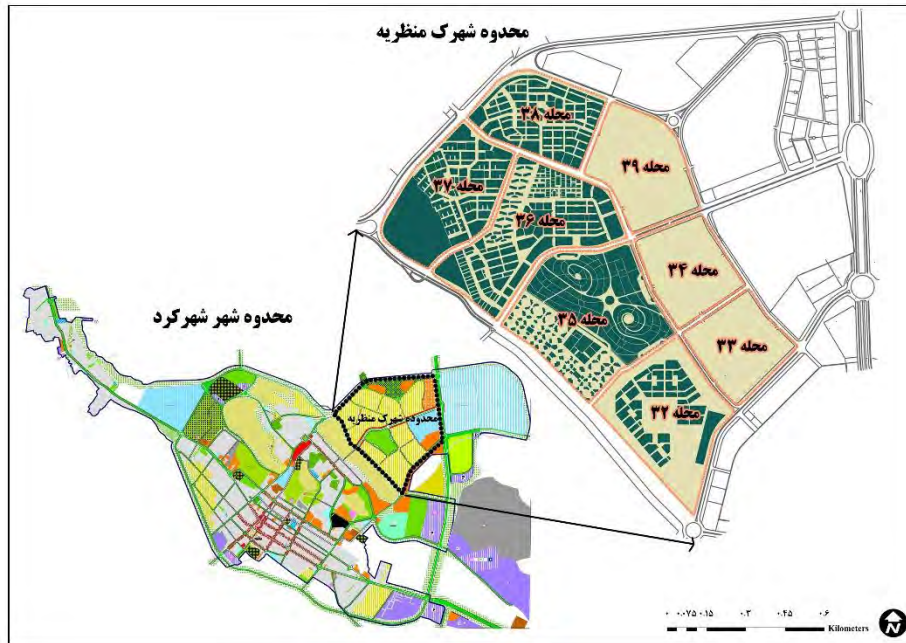 محدوه شهرک منظریه
محله ۳۸
محله ۳۹
محله ۳۷
محله ۳۶
محله ۳۴
محله ۳۵
محله ۳۳
محله ۳۲
محدوه شهر شهرکرد
محدوده شهرک منظریه
۰ ۰.۰۷۵ ۰.۱۵ ۰.۳ ۰.۴۵ ۰.۶
Kilometers
N